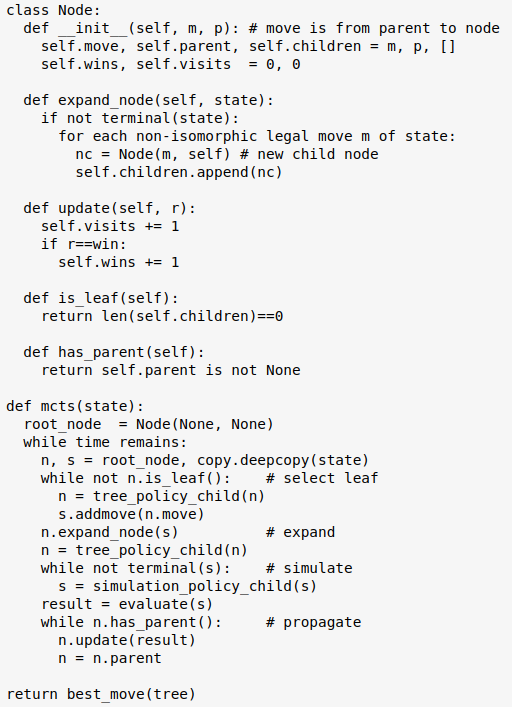 class Node:
  def __init__(self, m, p): # move is from parent to node
    self.move, self.parent, self.children = m, p, []
    self.wins, self.visits  = 0, 0

  def expand_node(self, state):
    if not terminal(state):
      for each non-isomorphic legal move m of state:
        nc = Node(m, self) # new child node
        self.children.append(nc)

  def update(self, r):
    self.visits += 1
    if r==win:
      self.wins += 1

  def is_leaf(self):
    return len(self.children)==0

  def has_parent(self):
    return self.parent is not None

def mcts(state):
  root_node  = Node(None, None)
  while time remains:
    n, s = root_node, copy.deepcopy(state)
    while not n.is_leaf():    # select leaf
      n = tree_policy_child(n)
      s.addmove(n.move)
    n.expand_node(s)          # expand
    n = tree_policy_child(n)
    while not terminal(s):    # simulate
      s = simulation_policy_child(s)
    result = evaluate(s)
    while n.has_parent():     # propagate
      n.update(result)
      n = n.parent

return best_move(tree)